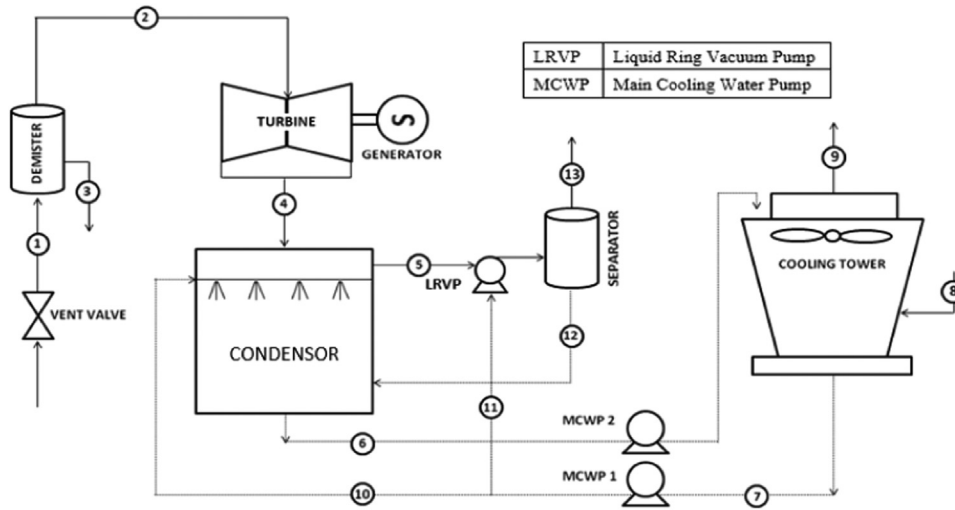 2
LRVP Liquid Ring Vacuum Pump
MCWP Main Cooling Water Pump
TURBINE
S
GENERATOR
DEMISTER
3
13
9
1
4
SEPARATOR
COOLING TOWER
5
LRVP
8
VENT VALVE
12
CONDENSOR
11
MCWP 2
6
MCWP 1
10
7